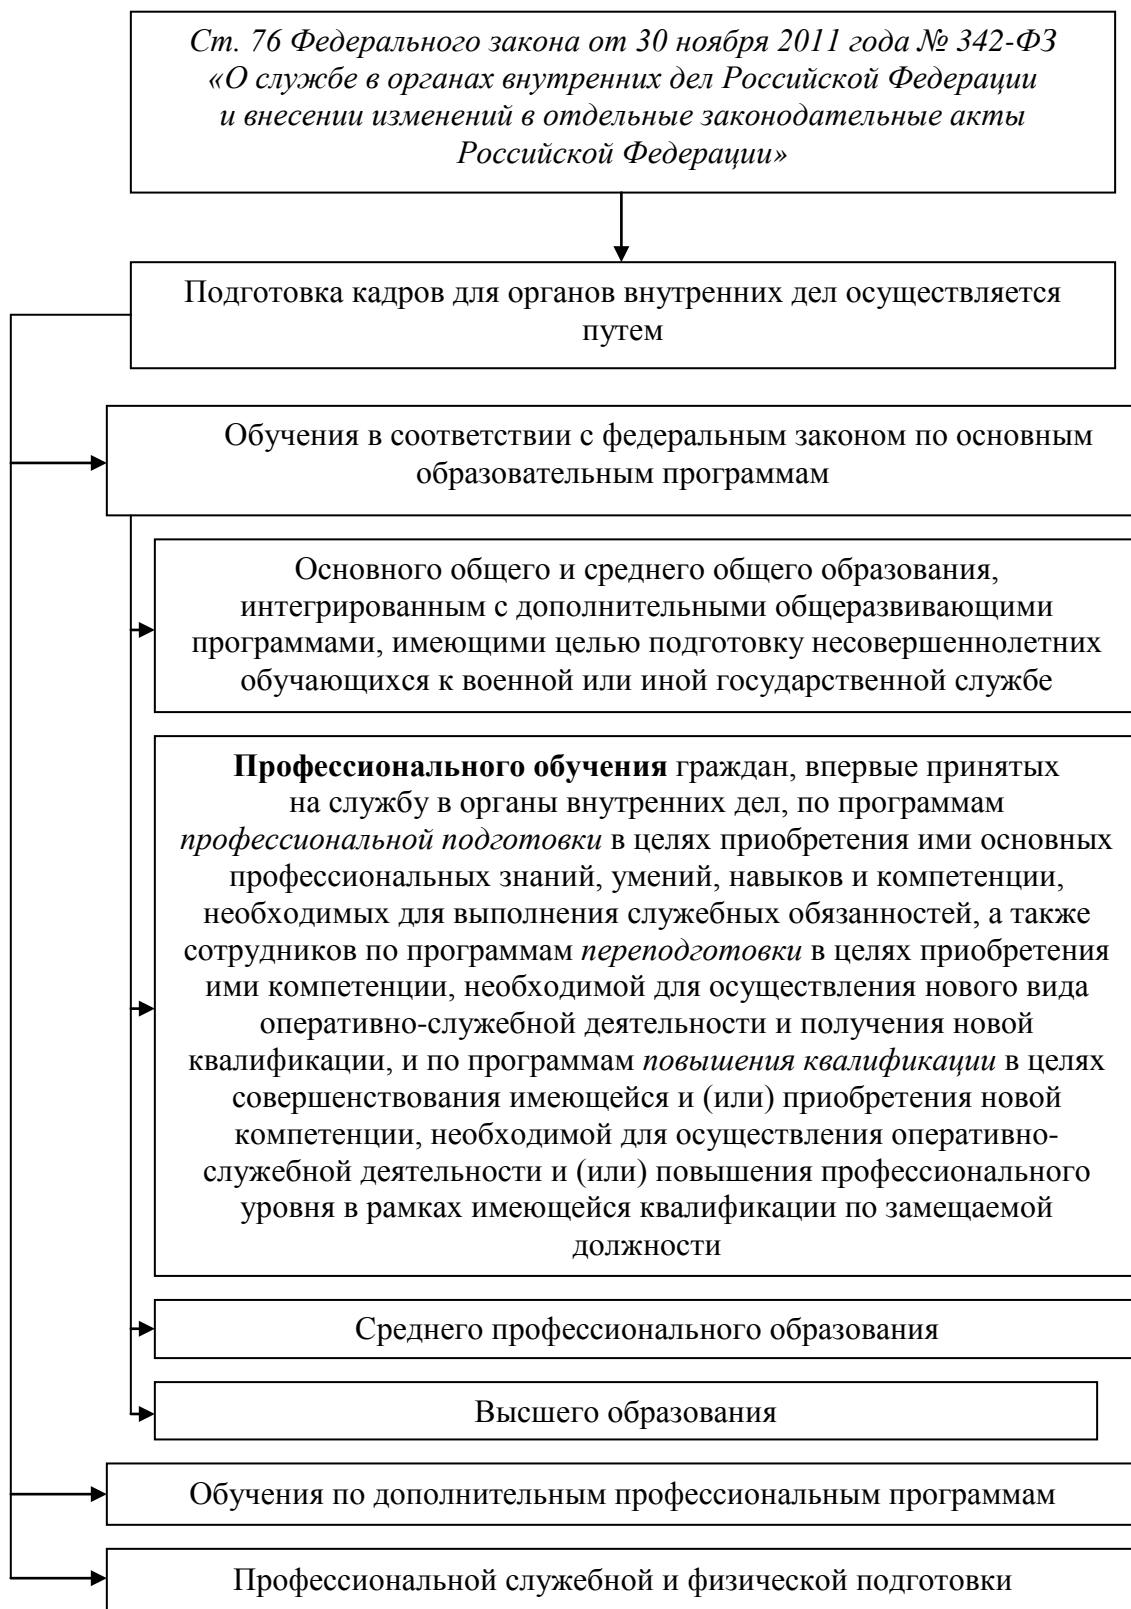 Ст. 76 Федерального закона от 30 ноября 2011 года № 342-ФЗ
«О службе в органах внутренних дел Российской Федерации
и внесении изменений в отдельные законодательные акты
Российской Федерации»
Подготовка кадров для органов внутренних дел осуществляется
путем
Обучения в соответствии с федеральным законом по основным
образовательным программам
Основного общего и среднего общего образования,
интегрированным с дополнительными общеразвивающими
программами, имеющими целью подготовку несовершеннолетних
обучающихся к военной или иной государственной службе
Профессионального обучения граждан, впервые принятых
на службу в органы внутренних дел, по программам
профессиональной подготовки в целях приобретения ими основных
профессиональных знаний, умений, навыков и компетенции,
необходимых для выполнения служебных обязанностей, а также
сотрудников по программам переподготовки в целях приобретения
ими компетенции, необходимой для осуществления нового вида
оперативно-служебной деятельности и получения новой
квалификации, и по программам повышения квалификации в целях
совершенствования имеющейся и (или) приобретения новой
компетенции, необходимой для осуществления оперативно-
служебной деятельности и (или) повышения профессионального
уровня в рамках имеющейся квалификации по замещаемой
должности
Среднего профессионального образования
Высшего образования
Обучения по дополнительным профессиональным программам
Профессиональной служебной и физической подготовки